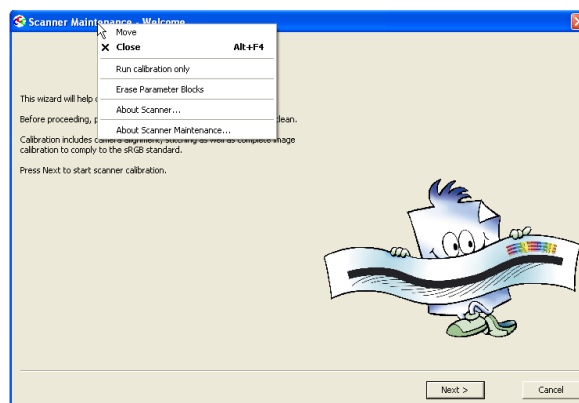 Scanner Maintenance - Welcome
Move
Close Alt+F4
Run calibration only
Erase Parameter Blocks
About Scanner...
About Scanner Maintenance...
This wizard will help
Before proceeding, clean.
Calibration includes camera alignment, stitching as well as complete image
calibration to comply to the sRGB standard.
Press Next to start scanner calibration.
Next >
Cancel